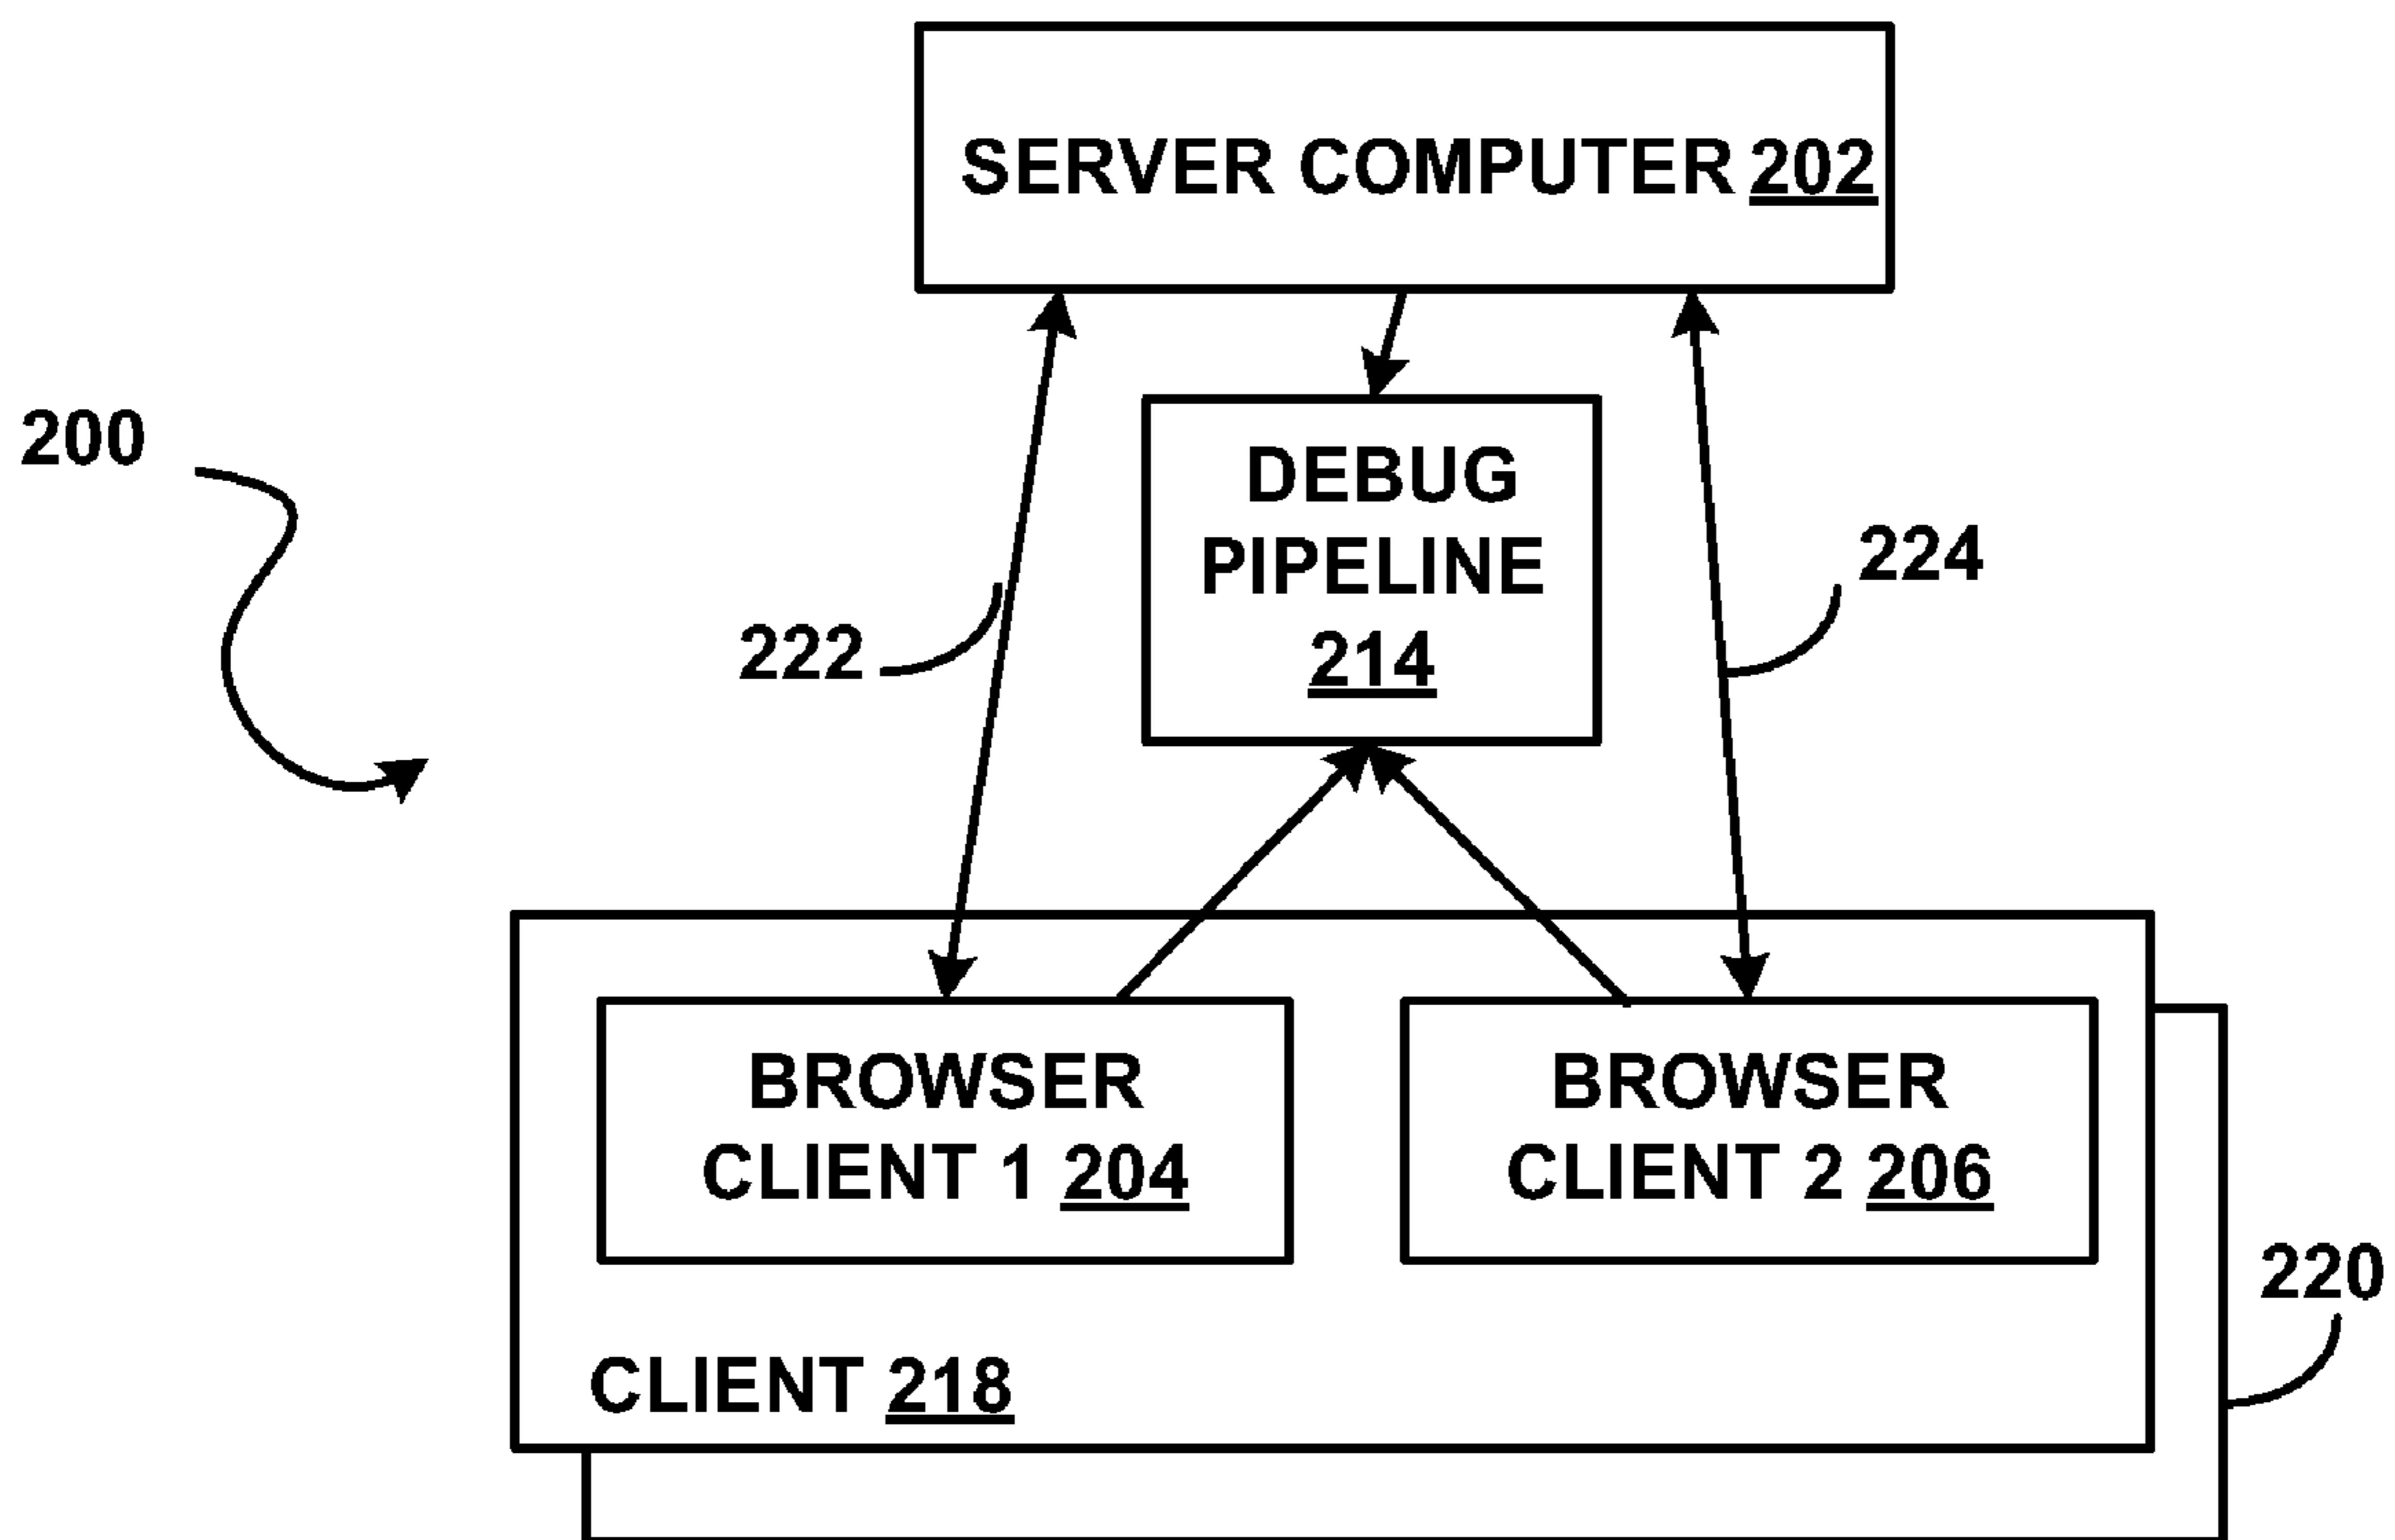 SERVER COMPUTER 202
200
DEBUG
PIPELINE
214
222
224
BROWSER
CLIENT 1 204
BROWSER
CLIENT 2 206
220
CLIENT 218